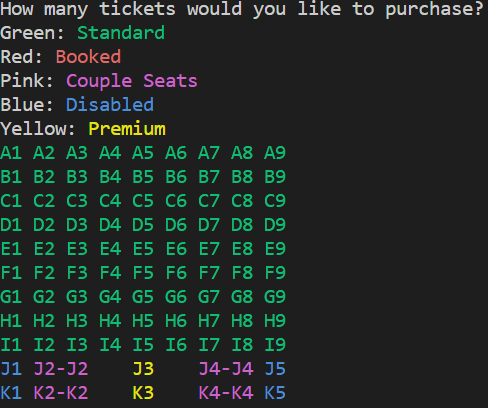 How many tickets would you like to purchase?
Green: Standard
Red: Booked
Pink: Couple Seats
Blue: Disabled
Yellow: Premium
A1 A2 A3 A4 A5 A6 A7 A8 A9
B1 B2 B3 B4 B5 B6 B7 B8 B9
C1 C2 C3 C4 C5 C6 C7 C8 C9
D1 D2 D3 D4 D5 D6 D7 D8 D9
E1 E2 E3 E4 E5 E6 E7 E8 E9
F1 F2 F3 F4 F5 F6 F7 F8 F9
G1 G2 G3 G4 G5 G6 G7 G8 G9
H1 H2 H3 H4 H5 H6 H7 H8 H9
I1 I2 I3 I4 I5 I6 I7 I8 I9
J1 J2-J2    J3    J4-J4 J5
K1 K2-K2    K3    K4-K4 K5